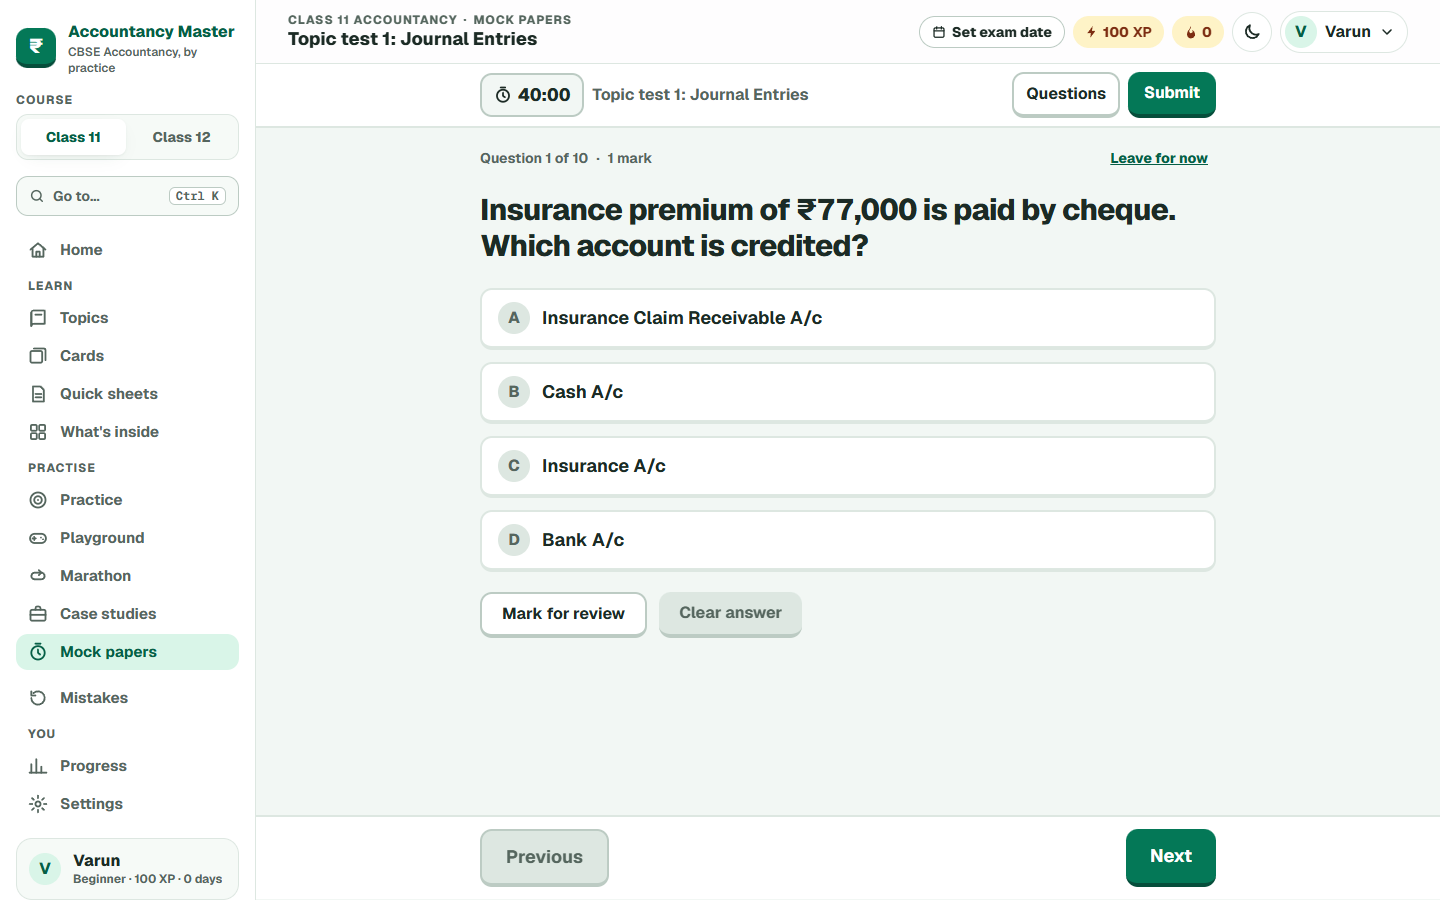 ₹
Accountancy Master
CBSE Accountancy, by
practice
COURSE
Class 11
Class 12
Go to...
Ctrl K
Home
LEARN
Topics
Cards
Quick sheets
What's inside
PRACTISE
Practice
Playground
Marathon
Case studies
Mock papers
Mistakes
YOU
Progress
Settings
V
Varun
Beginner · 100 XP · 0 days
CLASS 11 ACCOUNTANCY · MOCK PAPERS
Topic test 1: Journal Entries
Set exam date
100 XP
0
V
Varun
40:00
Topic test 1: Journal Entries
Questions
Submit
Question 1 of 10 · 1 mark
Leave for now
Insurance premium of ₹77,000 is paid by cheque.
Which account is credited?
A Insurance Claim Receivable A/c
B Cash A/c
C Insurance A/c
D Bank A/c
Mark for review
Clear answer
Previous
Next